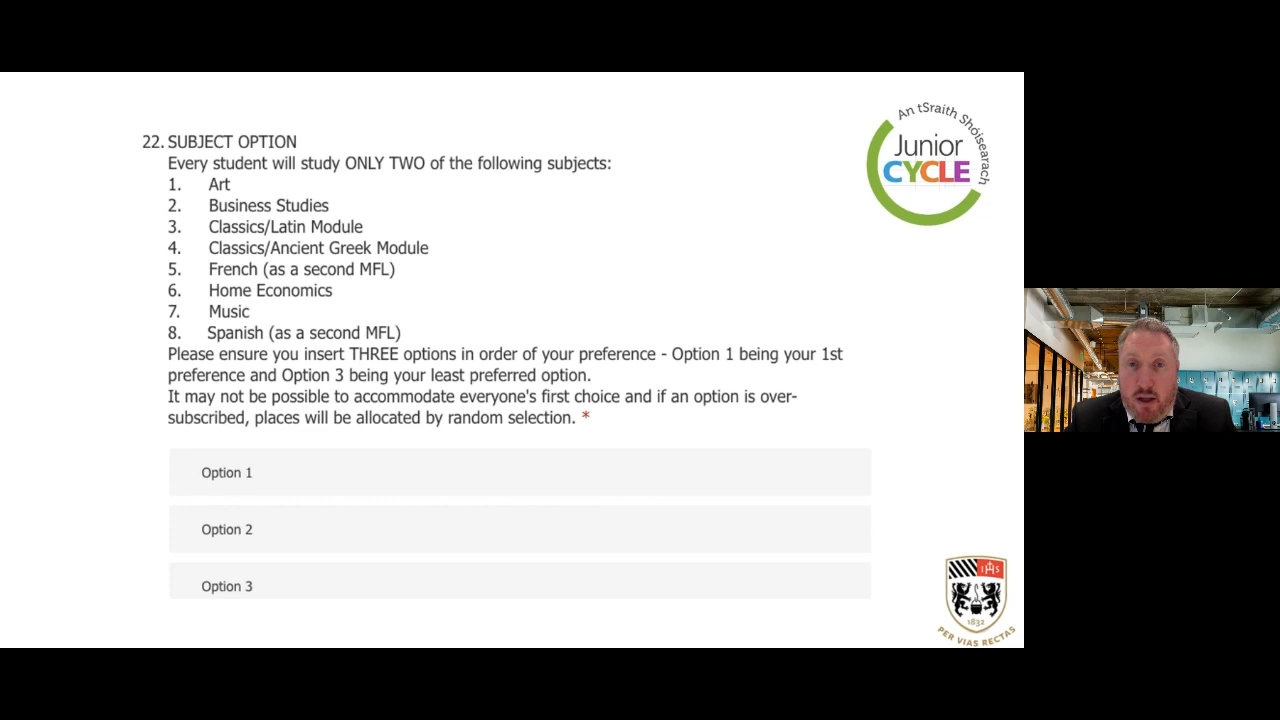 22. SUBJECT OPTION
Every student will study ONLY TWO of the following subjects:
1. Art
2. Business Studies
3. Classics/Latin Module
4. Classics/Ancient Greek Module
5. French (as a second MFL)
6. Home Economics
7. Music
8. Spanish (as a second MFL)
Please ensure you insert THREE options in order of your preference - Option 1 being your 1st
preference and Option 3 being your least preferred option.
It may not be possible to accommodate everyone's first choice and if an option is over-
subscribed, places will be allocated by random selection. *
Option 1
Option 2
Option 3
An tSraith Shóisearach
Junior
CYCLE
IHS
1832
PER VIAS RECTAS